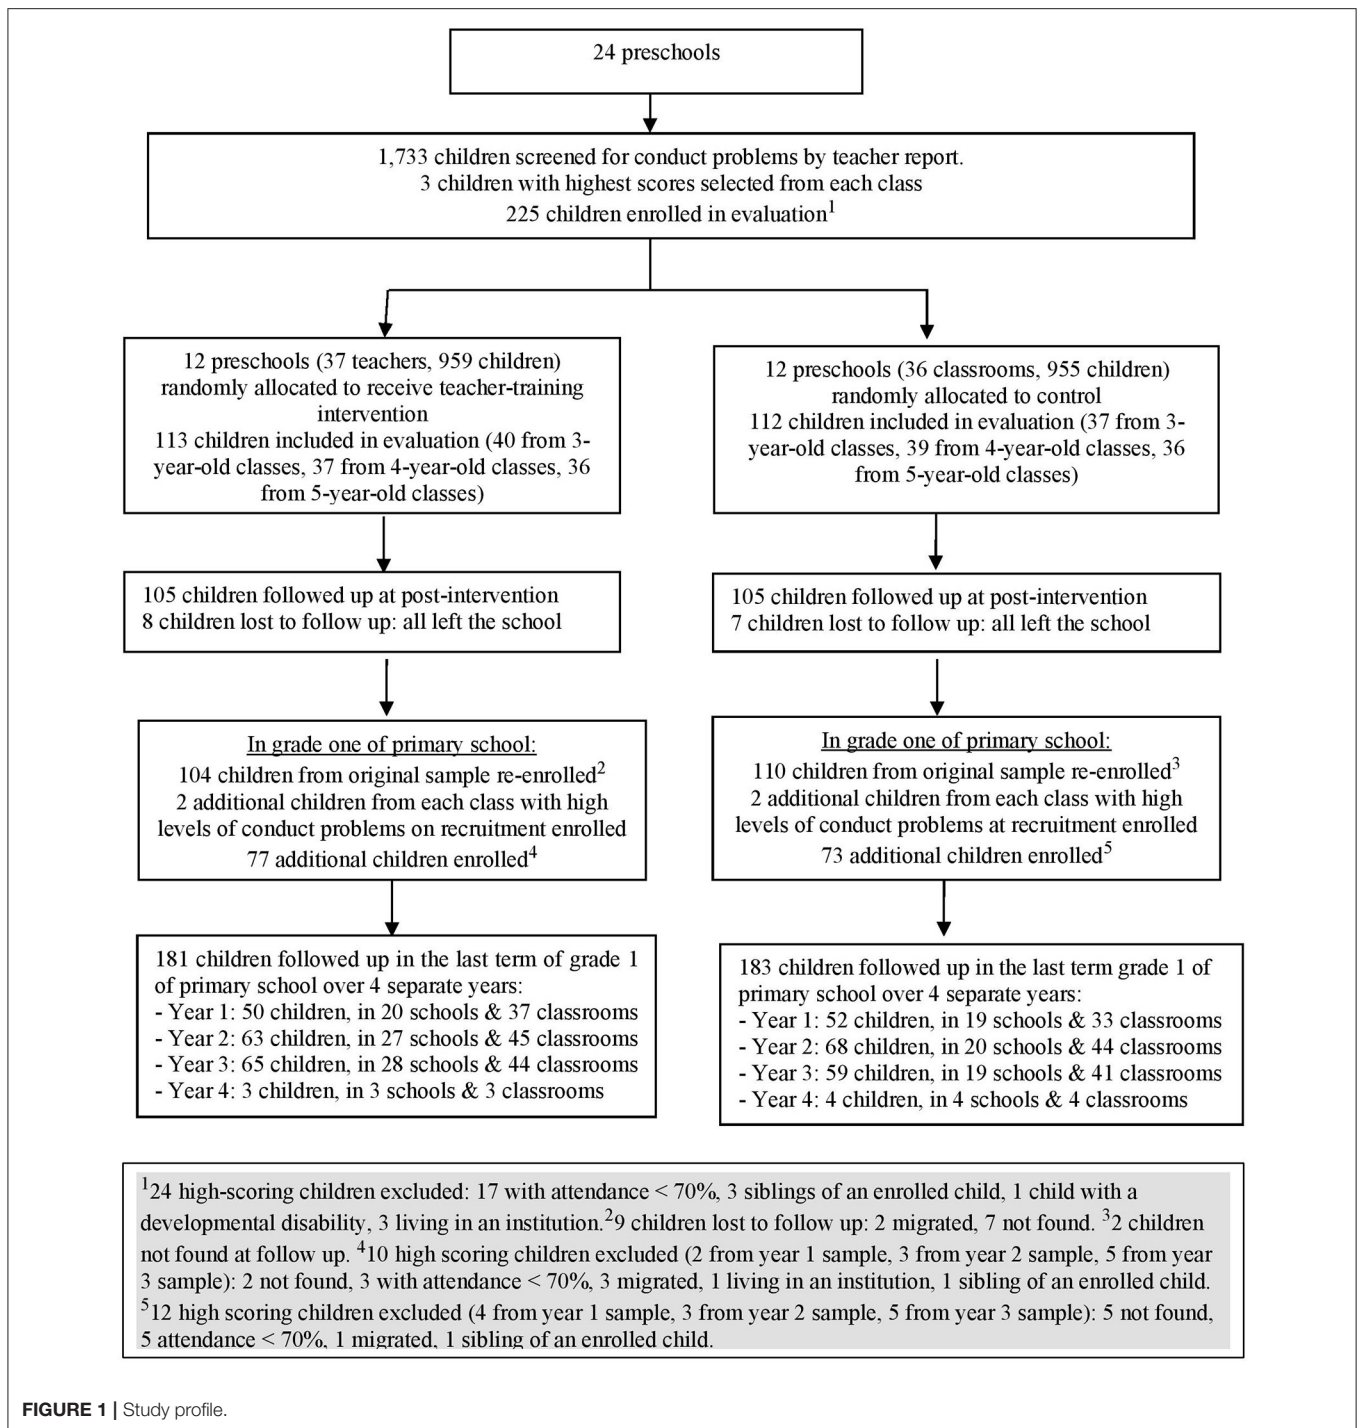 24 preschools
1,733 children screened for conduct problems by teacher report.
3 children with highest scores selected from each class
225 children enrolled in evaluation1
12 preschools (37 teachers, 959 children)
randomly allocated to receive teacher-training
intervention
113 children included in evaluation (40 from 3-
year-old classes, 37 from 4-year-old classes, 36
from 5-year-old classes)
12 preschools (36 classrooms, 955 children)
randomly allocated to control
112 children included in evaluation (37 from 3-
year-old classes, 39 from 4-year-old classes, 36
from 5-year-old classes)
105 children followed up at post-intervention
8 children lost to follow up: all left the school
105 children followed up at post-intervention
7 children lost to follow up: all left the school
In grade one of primary school:
104 children from original sample re-enrolled2
2 additional children from each class with high
levels of conduct problems on recruitment enrolled
77 additional children enrolled4
In grade one of primary school:
110 children from original sample re-enrolled3
2 additional children from each class with high
levels of conduct problems at recruitment enrolled
73 additional children enrolled5
181 children followed up in the last term of grade 1
of primary school over 4 separate years:
- Year 1: 50 children, in 20 schools & 37 classrooms
- Year 2: 63 children, in 27 schools & 45 classrooms
- Year 3: 65 children, in 28 schools & 44 classrooms
- Year 4: 3 children, in 3 schools & 3 classrooms
183 children followed up in the last term grade 1 of
primary school over 4 separate years:
- Year 1: 52 children, in 19 schools & 33 classrooms
- Year 2: 68 children, in 20 schools & 44 classrooms
- Year 3: 59 children, in 19 schools & 41 classrooms
- Year 4: 4 children, in 4 schools & 4 classrooms
124 high-scoring children excluded: 17 with attendance < 70%, 3 siblings of an enrolled child, 1 child with a
developmental disability, 3 living in an institution.29 children lost to follow up: 2 migrated, 7 not found. 32 children
not found at follow up. 410 high scoring children excluded (2 from year 1 sample, 3 from year 2 sample, 5 from year
3 sample): 2 not found, 3 with attendance < 70%, 3 migrated, 1 living in an institution, 1 sibling of an enrolled child.
512 high scoring children excluded (4 from year 1 sample, 3 from year 2 sample, 5 from year 3 sample): 5 not found,
5 attendance < 70%, 1 migrated, 1 sibling of an enrolled child.
FIGURE 1 | Study profile.